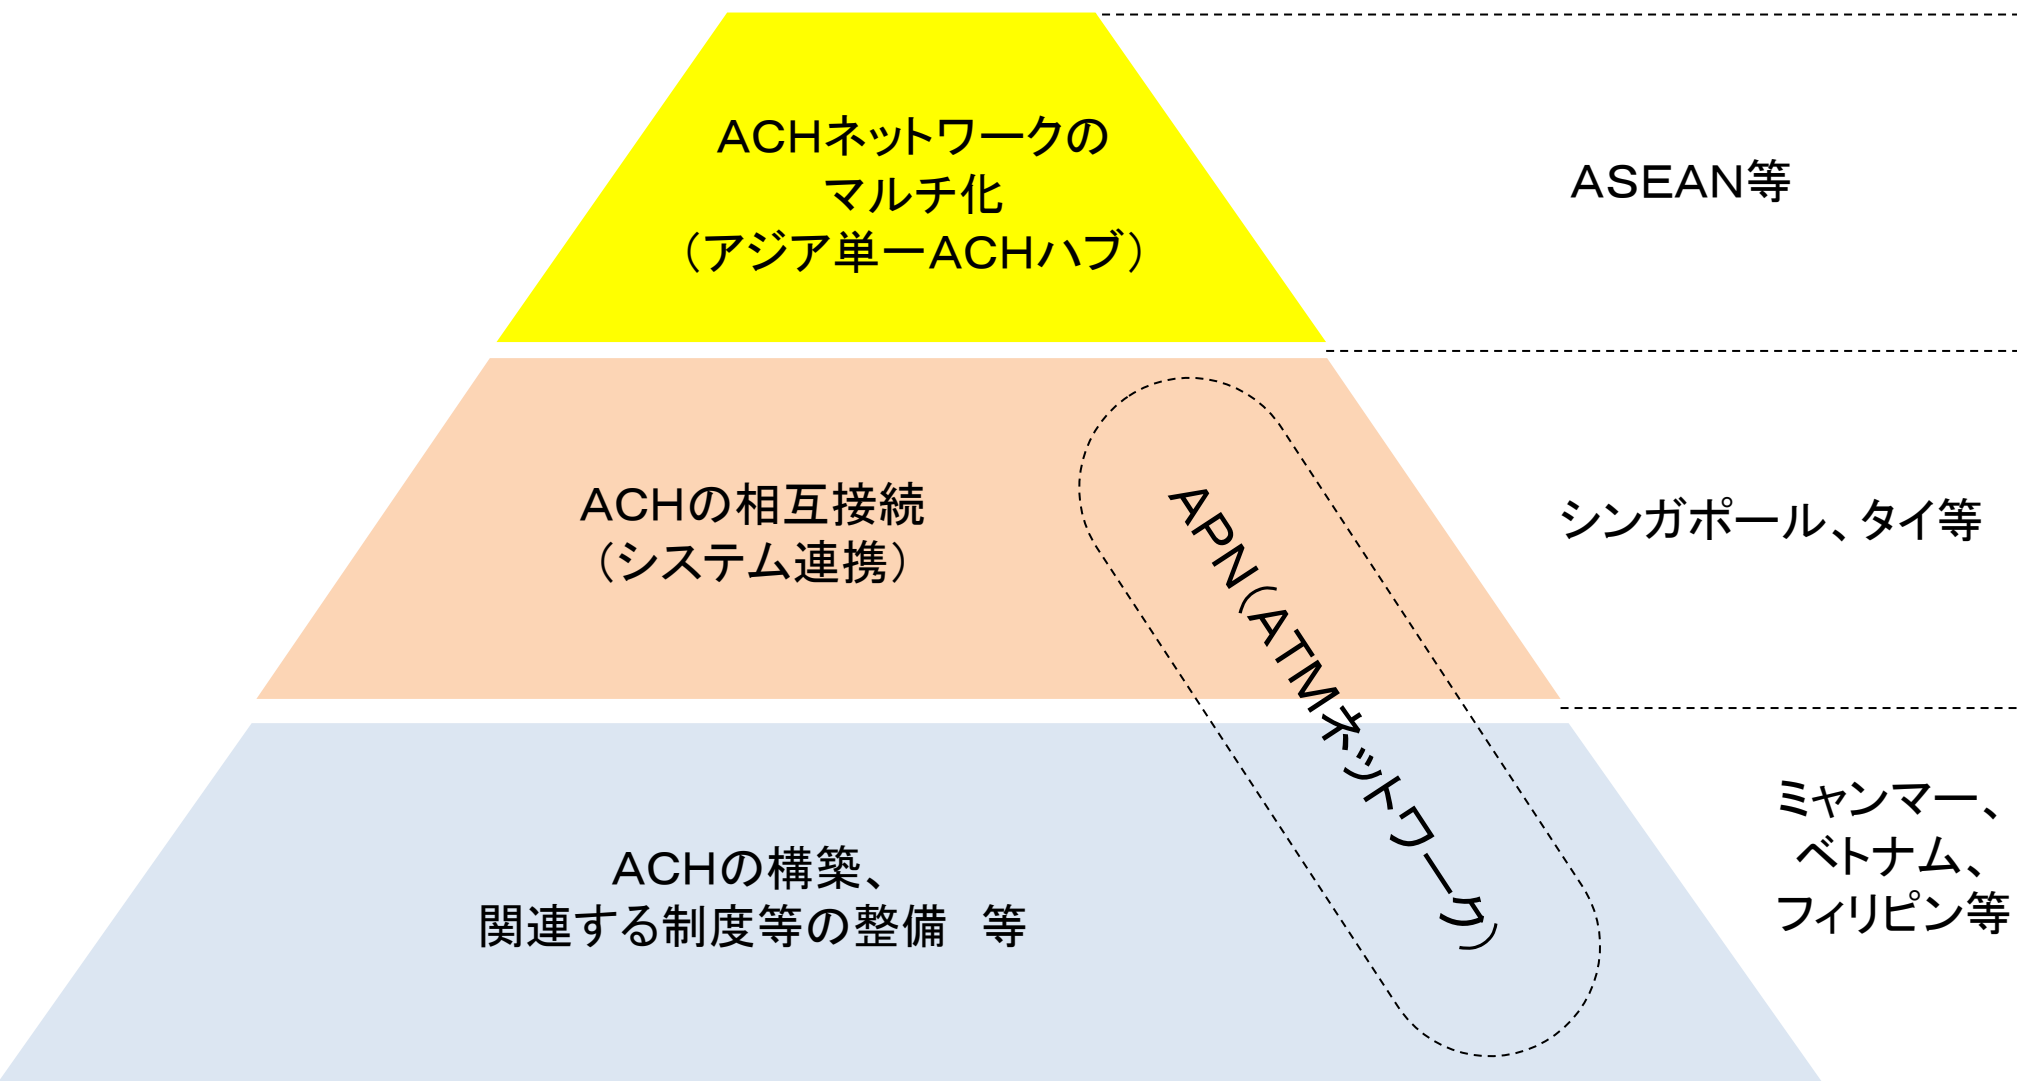 ACHネットワークの
マルチ化
（アジア単一ACHハブ）
ASEAN等
ACHの相互接続
（システム連携）
APN（ATMネットワーク）
シンガポール、タイ等
ACHの構築、
関連する制度等の整備　等
ミャンマー、
ベトナム、
フィリピン等